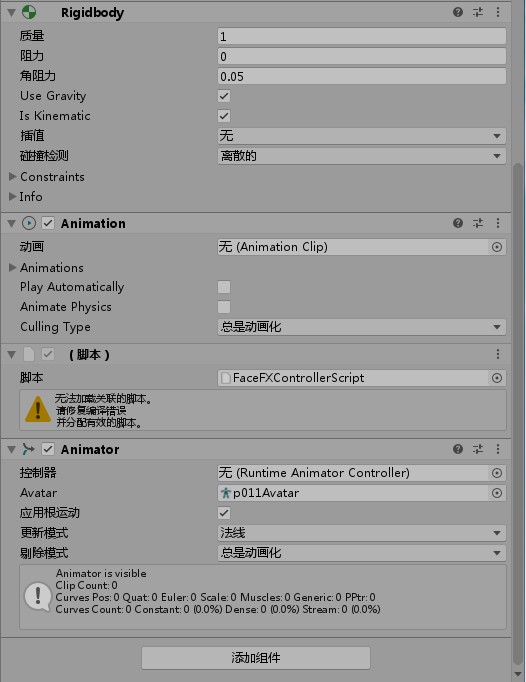 Rigidbody
质量 1
阻力 0
角阻力 0.05
Use Gravity
Is Kinematic
插值 无
碰撞检测 离散的
Constraints
Info
Animation
动画 无 (Animation Clip)
Animations
Play Automatically
Animate Physics
Culling Type 总是动画化
(脚本)
脚本 FaceFXControllerScript
无法加载关联的脚本。
请修复编译错误
并分配有效的脚本。
Animator
控制器 无 (Runtime Animator Controller)
Avatar p011Avatar
应用根运动
更新模式 法线
剔除模式 总是动画化
Animator is visible
Clip Count: 0
Curves Pos: 0 Quat: 0 Euler: 0 Scale: 0 Muscles: 0 Generic: 0 PPtr: 0
Curves Count: 0 Constant: 0 (0.0%) Dense: 0 (0.0%) Stream: 0 (0.0%)
添加组件